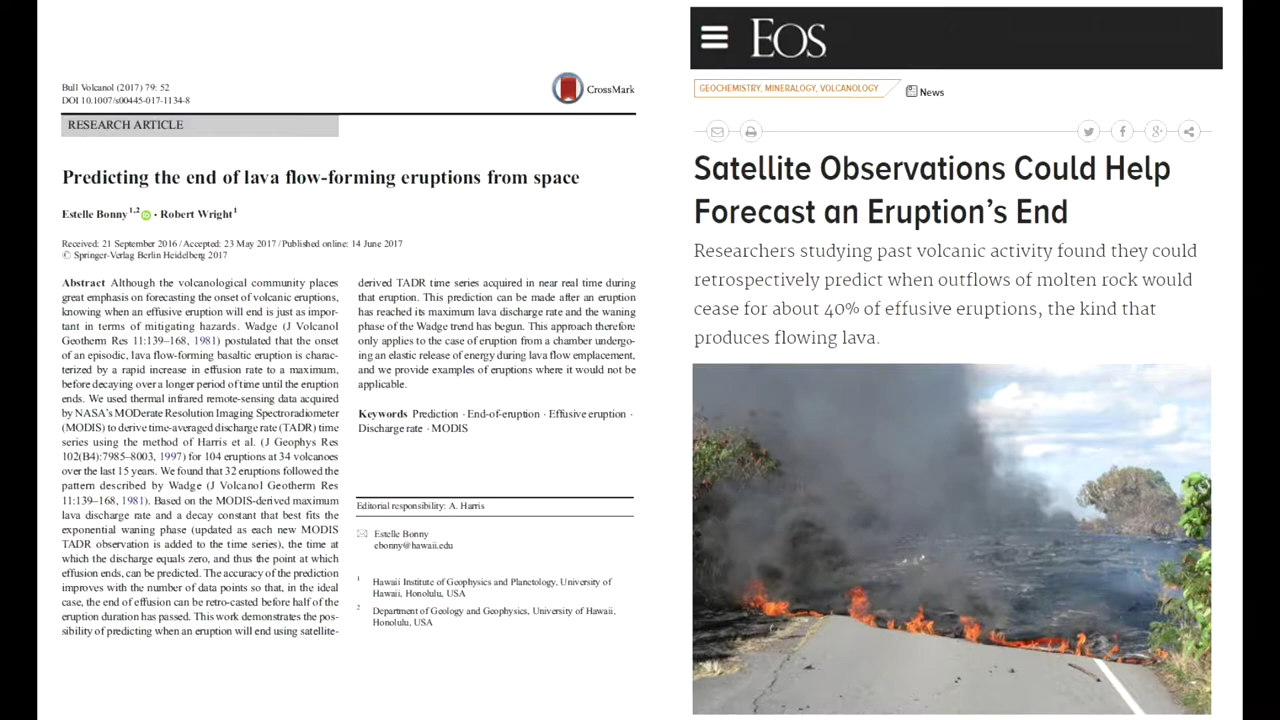 Bull Volcanol (2017) 79: 52
DOI 10.1007/s00445-017-1134-8
CrossMark
RESEARCH ARTICLE
Predicting the end of lava flow-forming eruptions from space
Estelle Bonny 1,2 · Robert Wright 1
Received: 21 September 2016 / Accepted: 23 May 2017 / Published online: 14 June 2017
© Springer-Verlag Berlin Heidelberg 2017
Abstract Although the volcanological community places
great emphasis on forecasting the onset of volcanic eruptions,
knowing when an effusive eruption will end is just as impor-
tant in terms of mitigating hazards. Wadge (J Volcanol
Geotherm Res 11:139–168, 1981) postulated that the onset
of an episodic, lava flow-forming basaltic eruption is charac-
terized by a rapid increase in effusion rate to a maximum,
before decaying over a longer period of time until the eruption
ends. We used thermal infrared remote-sensing data acquired
by NASA's MODerate Resolution Imaging Spectroradiometer
(MODIS) to derive time-averaged discharge rate (TADR) time
series using the method of Harris et al. (J Geophys Res
102(B4):7985–8003, 1997) for 104 eruptions at 34 volcanoes
over the last 15 years. We found that 32 eruptions followed the
pattern described by Wadge (J Volcanol Geotherm Res
11:139–168, 1981). Based on the MODIS-derived maximum
lava discharge rate and a decay constant that best fits the
exponential waning phase (updated as each new MODIS
TADR observation is added to the time series), the time at
which the discharge equals zero, and thus the point at which
effusion ends, can be predicted. The accuracy of the prediction
improves with the number of data points so that, in the ideal
case, the end of effusion can be retro-casted before half of the
eruption duration has passed. This work demonstrates the pos-
sibility of predicting when an eruption will end using satellite-
derived TADR time series acquired in near real time during
that eruption. This prediction can be made after an eruption
has reached its maximum lava discharge rate and the waning
phase of the Wadge trend has begun. This approach therefore
only applies to the case of eruption from a chamber undergo-
ing an elastic release of energy during lava flow emplacement,
and we provide examples of eruptions where it would not be
applicable.
Keywords Prediction · End-of-eruption · Effusive eruption ·
Discharge rate · MODIS
Editorial responsibility: A. Harris
Estelle Bonny
ebonny@hawaii.edu
1 Hawaii Institute of Geophysics and Planetology, University of
Hawaii, Honolulu, USA
2 Department of Geology and Geophysics, University of Hawaii,
Honolulu, USA
EOS
GEOCHEMISTRY, MINERALOGY, VOLCANOLOGY
News
Satellite Observations Could Help
Forecast an Eruption's End
Researchers studying past volcanic activity found they could
retrospectively predict when outflows of molten rock would
cease for about 40% of effusive eruptions, the kind that
produces flowing lava.